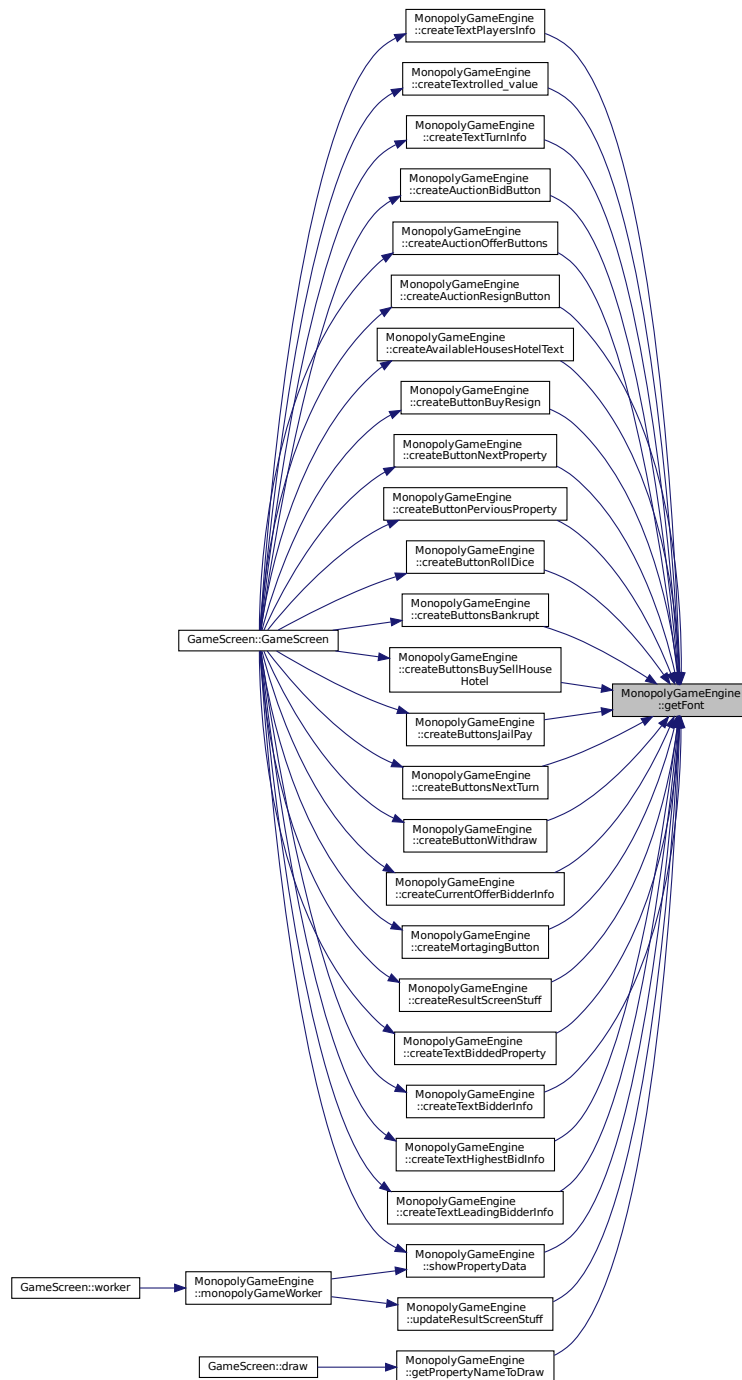 MonopolyGameEngine
::createTextPlayersInfo
MonopolyGameEngine
::createTextrolled_value
MonopolyGameEngine
::createTextTurnInfo
MonopolyGameEngine
::createAuctionBidButton
MonopolyGameEngine
::createAuctionOfferButtons
MonopolyGameEngine
::createAuctionResignButton
MonopolyGameEngine
::createAvailableHousesHotelText
MonopolyGameEngine
::createButtonBuyResign
MonopolyGameEngine
::createButtonNextProperty
MonopolyGameEngine
::createButtonPerviousProperty
MonopolyGameEngine
::createButtonRollDice
MonopolyGameEngine
::createButtonsBankrupt
GameScreen::GameScreen
MonopolyGameEngine
::createButtonsBuySellHouse
Hotel
MonopolyGameEngine
::getFont
MonopolyGameEngine
::createButtonsJailPay
MonopolyGameEngine
::createButtonsNextTurn
MonopolyGameEngine
::createButtonWithdraw
MonopolyGameEngine
::createCurrentOfferBidderInfo
MonopolyGameEngine
::createMortagingButton
MonopolyGameEngine
::createResultScreenStuff
MonopolyGameEngine
::createTextBiddedProperty
MonopolyGameEngine
::createTextBidderInfo
MonopolyGameEngine
::createTextHighestBidInfo
MonopolyGameEngine
::createTextLeadingBidderInfo
MonopolyGameEngine
::showPropertyData
GameScreen::worker
MonopolyGameEngine
::monopolyGameWorker
MonopolyGameEngine
::updateResultScreenStuff
GameScreen::draw
MonopolyGameEngine
::getPropertyNameToDraw